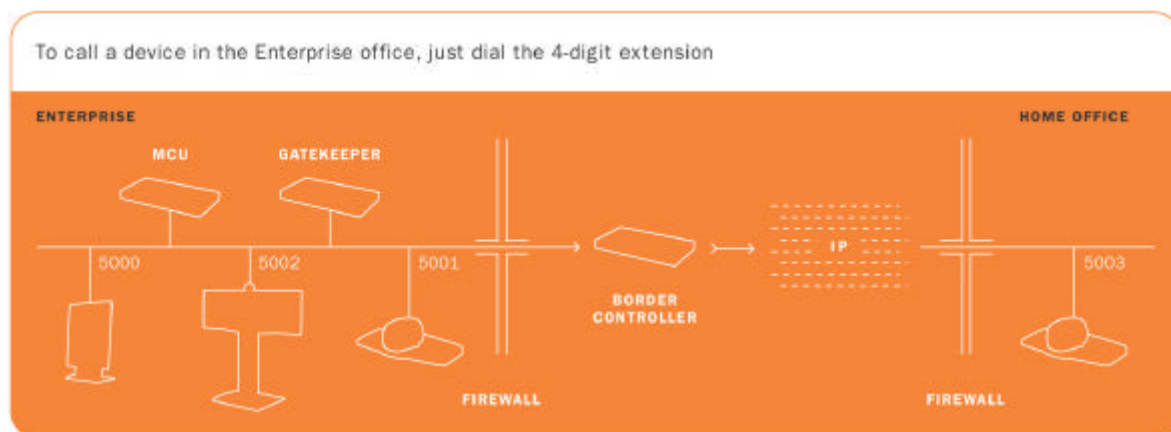 To call a device in the Enterprise office, just dial the 4-digit extension
ENTERPRISE
HOME OFFICE
MCU
GATEKEEPER
IP
5000
5002
5001
5003
BORDER
CONTROLLER
FIREWALL
FIREWALL